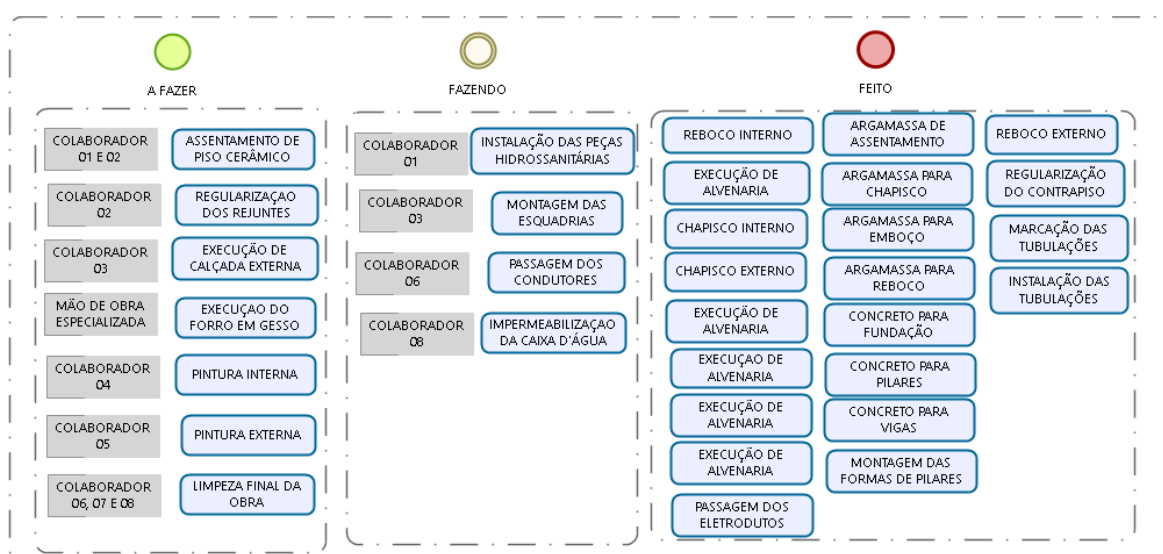 A FAZER
COLABORADOR
01 E 02
ASSENTAMENTO DE
PISO CERÂMICO
COLABORADOR
02
REGULARIZAÇAO
DOS REJUNTES
COLABORADOR
03
EXECUÇÃO DE
CALÇADA EXTERNA
MÃO DE OBRA
ESPECIALIZADA
EXECUÇAO DO
FORRO EM GESSO
COLABORADOR
04
PINTURA INTERNA
COLABORADOR
05
PINTURA EXTERNA
COLABORADOR
06, 07 E 08
LIMPEZA FINAL DA
OBRA
FAZENDO
COLABORADOR
01
INSTALAÇÃO DAS PEÇAS
HIDROSSANITÁRIAS
COLABORADOR
03
MONTAGEM DAS
ESQUADRIAS
COLABORADOR
06
PASSAGEM DOS
CONDUTORES
COLABORADOR
08
IMPERMEABILIZAÇAO
DA CAIXA D'ÁGUA
FEITO
REBOCO INTERNO
EXECUÇÃO DE
ALVENARIA
CHAPISCO INTERNO
CHAPISCO EXTERNO
EXECUÇÃO DE
ALVENARIA
EXECUÇAO DE
ALVENARIA
EXECUÇÃO DE
ALVENARIA
EXECUÇÃO DE
ALVENARIA
PASSAGEM DOS
ELETRODUTOS
ARGAMASSA DE
ASSENTAMENTO
ARGAMASSA PARA
CHAPISCO
ARGAMASSA PARA
EMBOÇO
ARGAMASSA PARA
REBOCO
CONCRETO PARA
FUNDAÇÃO
CONCRETO PARA
PILARES
CONCRETO PARA
VIGAS
MONTAGEM DAS
FORMAS DE PILARES
REBOCO EXTERNO
REGULARIZAÇÃO
DO CONTRAPISO
MARCAÇÃO DAS
TUBULAÇÕES
INSTALAÇÃO DAS
TUBULAÇÕES